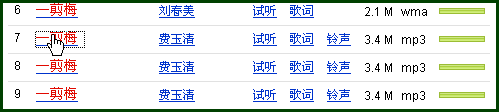 6 一剪梅 刘春美 试听 歌词 2.1 M wma
7 一剪梅 费玉清 试听 歌词 铃声 3.4 M mp3
8 一剪梅 费玉清 试听 歌词 铃声 3.4 M mp3
9 一剪梅 费玉清 试听 歌词 铃声 3.4 M mp3